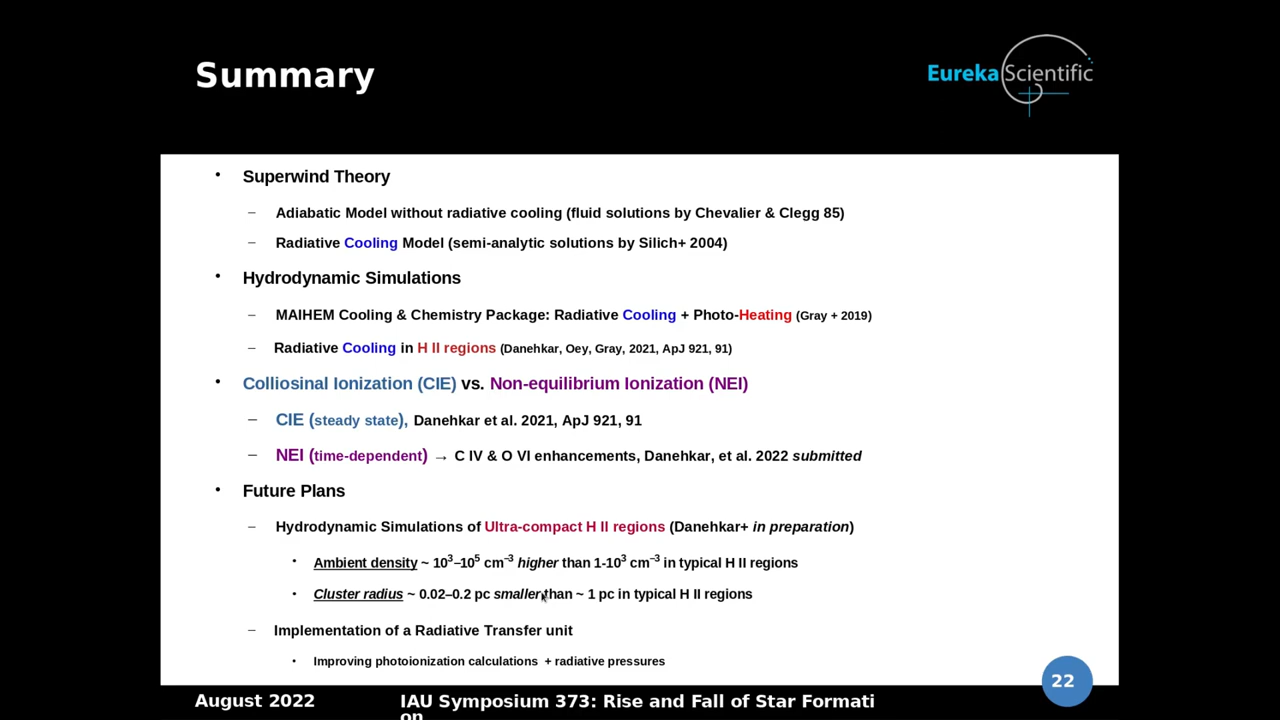 Summary
Eureka Scientific
• Superwind Theory
– Adiabatic Model without radiative cooling (fluid solutions by Chevalier & Clegg 85)
– Radiative Cooling Model (semi-analytic solutions by Silich+ 2004)
• Hydrodynamic Simulations
– MAIHEM Cooling & Chemistry Package: Radiative Cooling + Photo-Heating (Gray + 2019)
– Radiative Cooling in H II regions (Danehkar, Oey, Gray, 2021, ApJ 921, 91)
• Colliosinal Ionization (CIE) vs. Non-equilibrium Ionization (NEI)
– CIE (steady state), Danehkar et al. 2021, ApJ 921, 91
– NEI (time-dependent) → C IV & O VI enhancements, Danehkar, et al. 2022 submitted
• Future Plans
– Hydrodynamic Simulations of Ultra-compact H II regions (Danehkar+ in preparation)
• Ambient density ~ 10³–10⁵ cm⁻³ higher than 1-10³ cm⁻³ in typical H II regions
• Cluster radius ~ 0.02–0.2 pc smaller than ~ 1 pc in typical H II regions
– Implementation of a Radiative Transfer unit
• Improving photoionization calculations + radiative pressures
22
August 2022
IAU Symposium 373: Rise and Fall of Star Formati
on